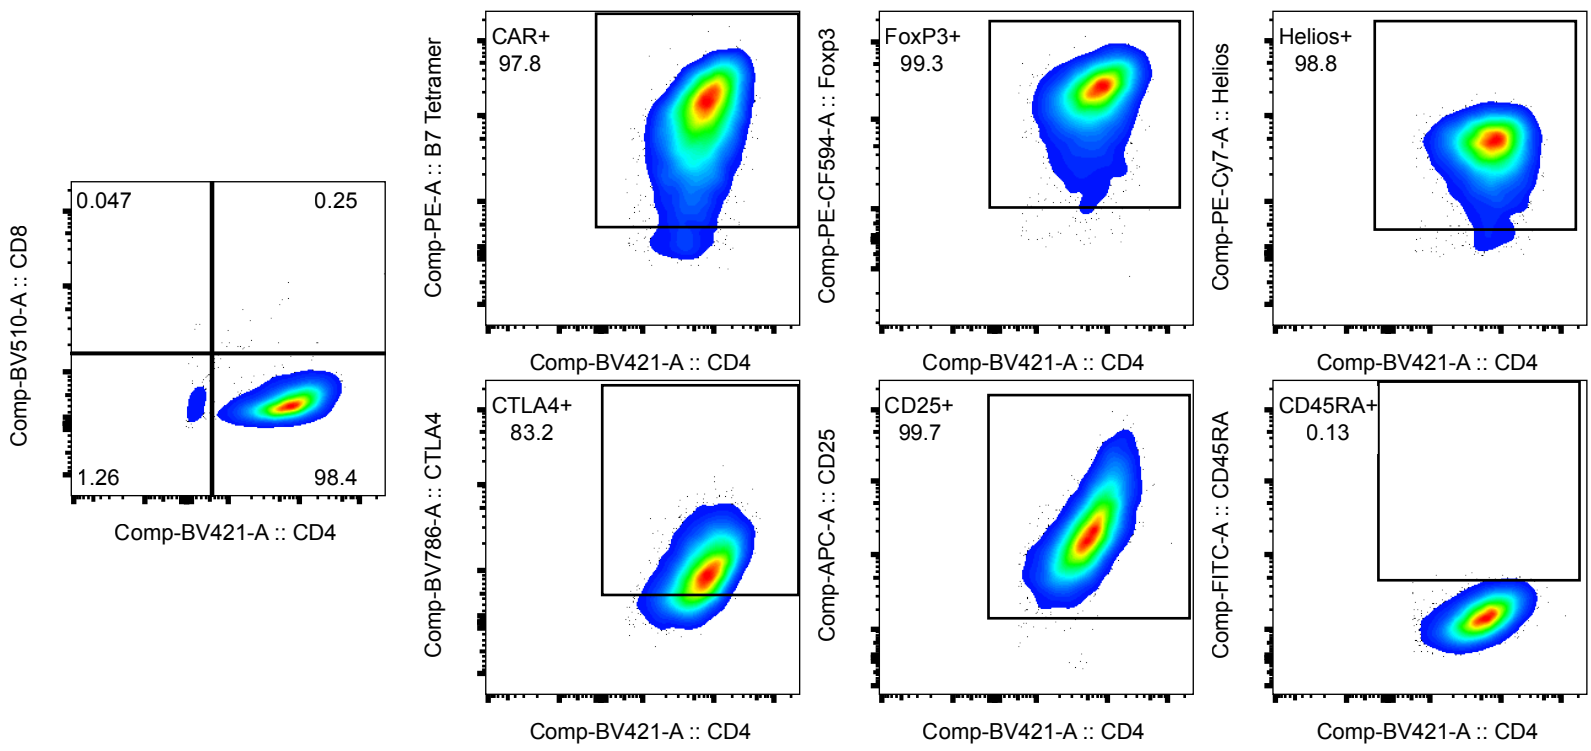 Comp-BV510-A :: CD8
0.047
0.25
1.26
98.4
Comp-BV421-A :: CD4
Comp-PE-A :: B7 Tetramer
CAR+
97.8
Comp-BV421-A :: CD4
Comp-PE-CF594-A :: Foxp3
FoxP3+
99.3
Comp-BV421-A :: CD4
Comp-PE-Cy7-A :: Helios
Helios+
98.8
Comp-BV421-A :: CD4
Comp-BV786-A :: CTLA4
CTLA4+
83.2
Comp-BV421-A :: CD4
Comp-APC-A :: CD25
CD25+
99.7
Comp-BV421-A :: CD4
Comp-FITC-A :: CD45RA
CD45RA+
0.13
Comp-BV421-A :: CD4